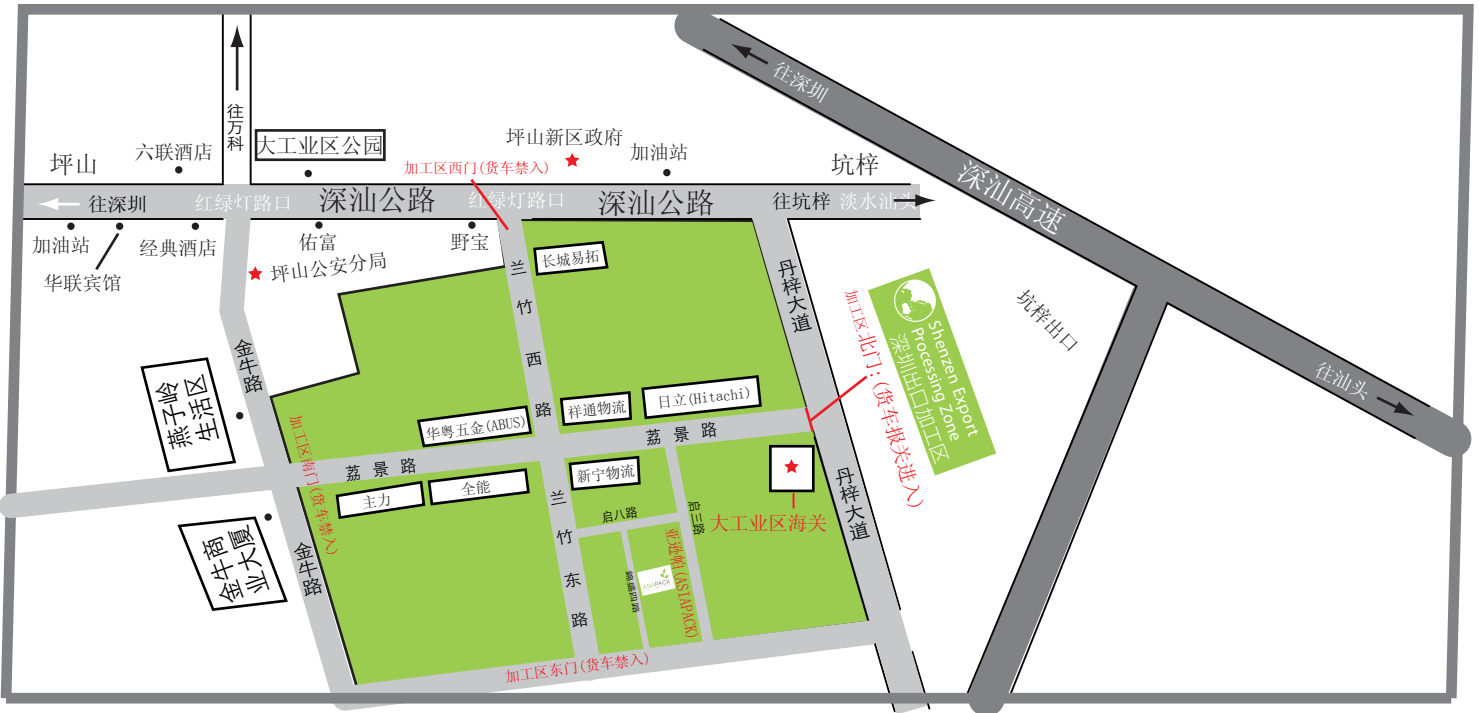 往深圳
往万科
大工业区公园
坪山新区政府
六联酒店
加油站
坪山
加工区西门(货车禁入)
坑梓
深汕高速
往深圳
红绿灯路口
深汕公路
红绿灯路口
深汕公路
往坑梓
淡水汕头
加油站
华联宾馆
经典酒店
佑富
野宝
坪山公安分局
长城易拓
兰竹西路
丹梓大道
加工区北门:(货车报关进入)
Shenzen Export
Processing Zone
深圳出口加工区
坑梓出口
往汕头
金牛路
燕子岭
生活区
加工区南门(货车禁入)
华粤五金(ABUS)
祥通物流
日立(Hitachi)
荔景路
荔景路
主力
全能
新宁物流
兰竹东路
启八路
启三路
大工业区海关
丹梓大道
金牛商
业大厦
金牛路
亚逊帕(ASIAPACK)
ASIAPACK
加工区东门(货车禁入)